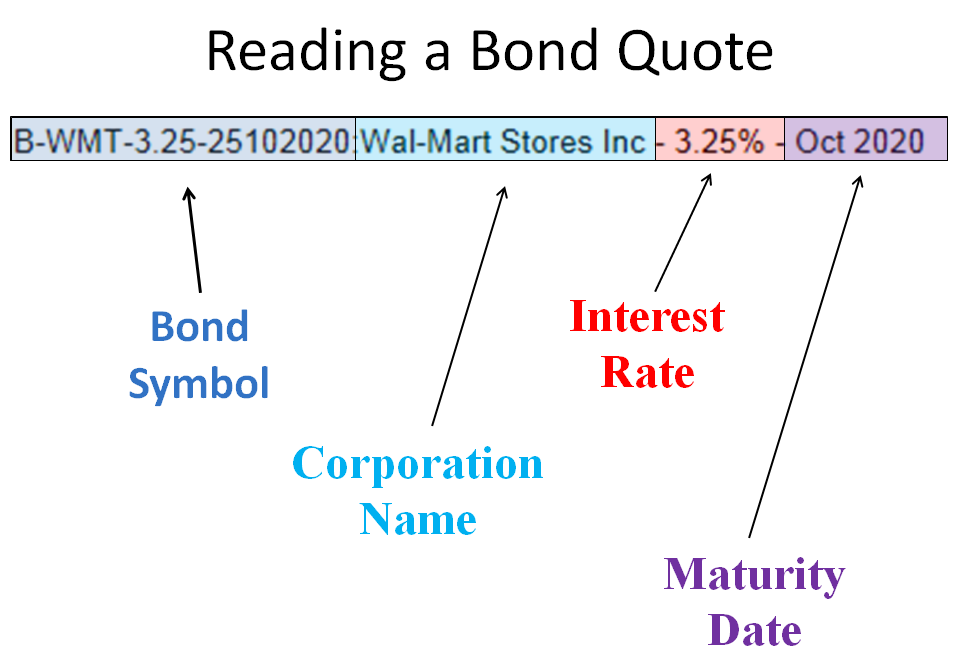 Reading a Bond Quote
B-WMT-3.25-25102020:Wal-Mart Stores Inc - 3.25% - Oct 2020
Bond
Symbol
Interest
Rate
Corporation
Name
Maturity
Date